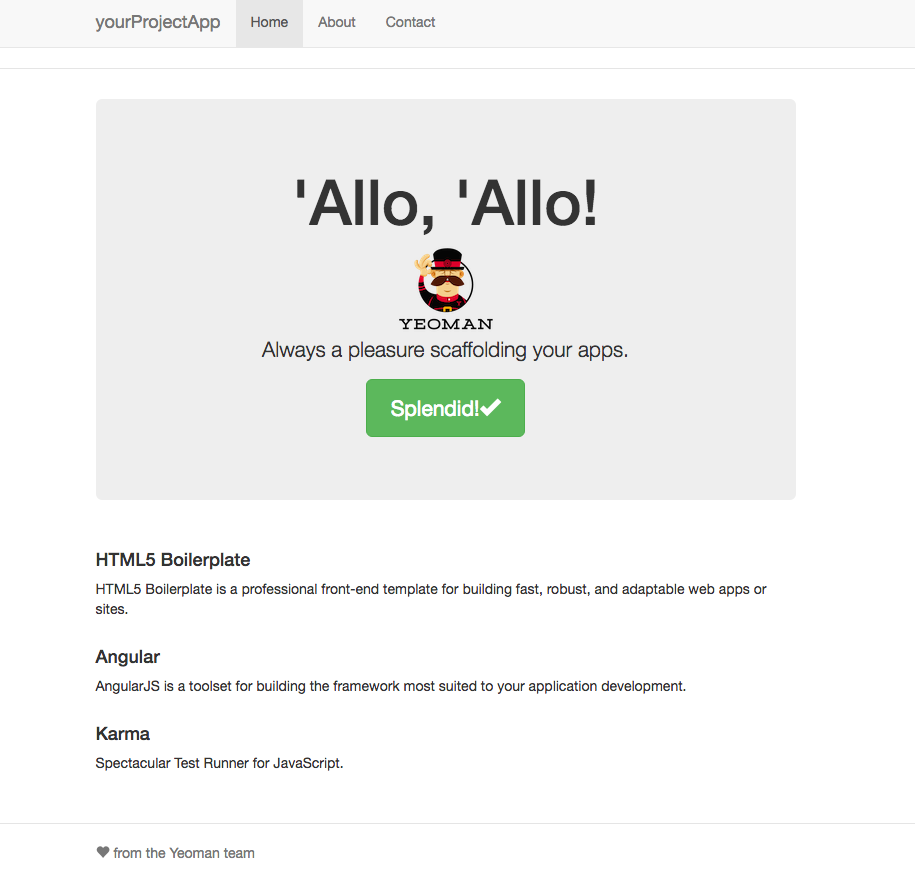 yourProjectApp Home About Contact
'Allo, 'Allo!
YEOMAN
Always a pleasure scaffolding your apps.
Splendid!
HTML5 Boilerplate
HTML5 Boilerplate is a professional front-end template for building fast, robust, and adaptable web apps or
sites.
Angular
AngularJS is a toolset for building the framework most suited to your application development.
Karma
Spectacular Test Runner for JavaScript.
from the Yeoman team